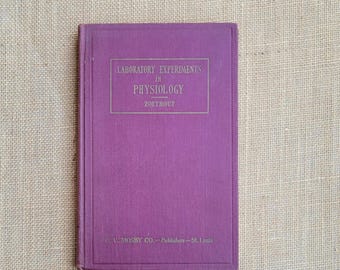 LABORATORY EXPERIMENTS
IN
PHYSIOLOGY
ZOETHOUT
C. V. MOSBY CO.—Publishers—St. Louis